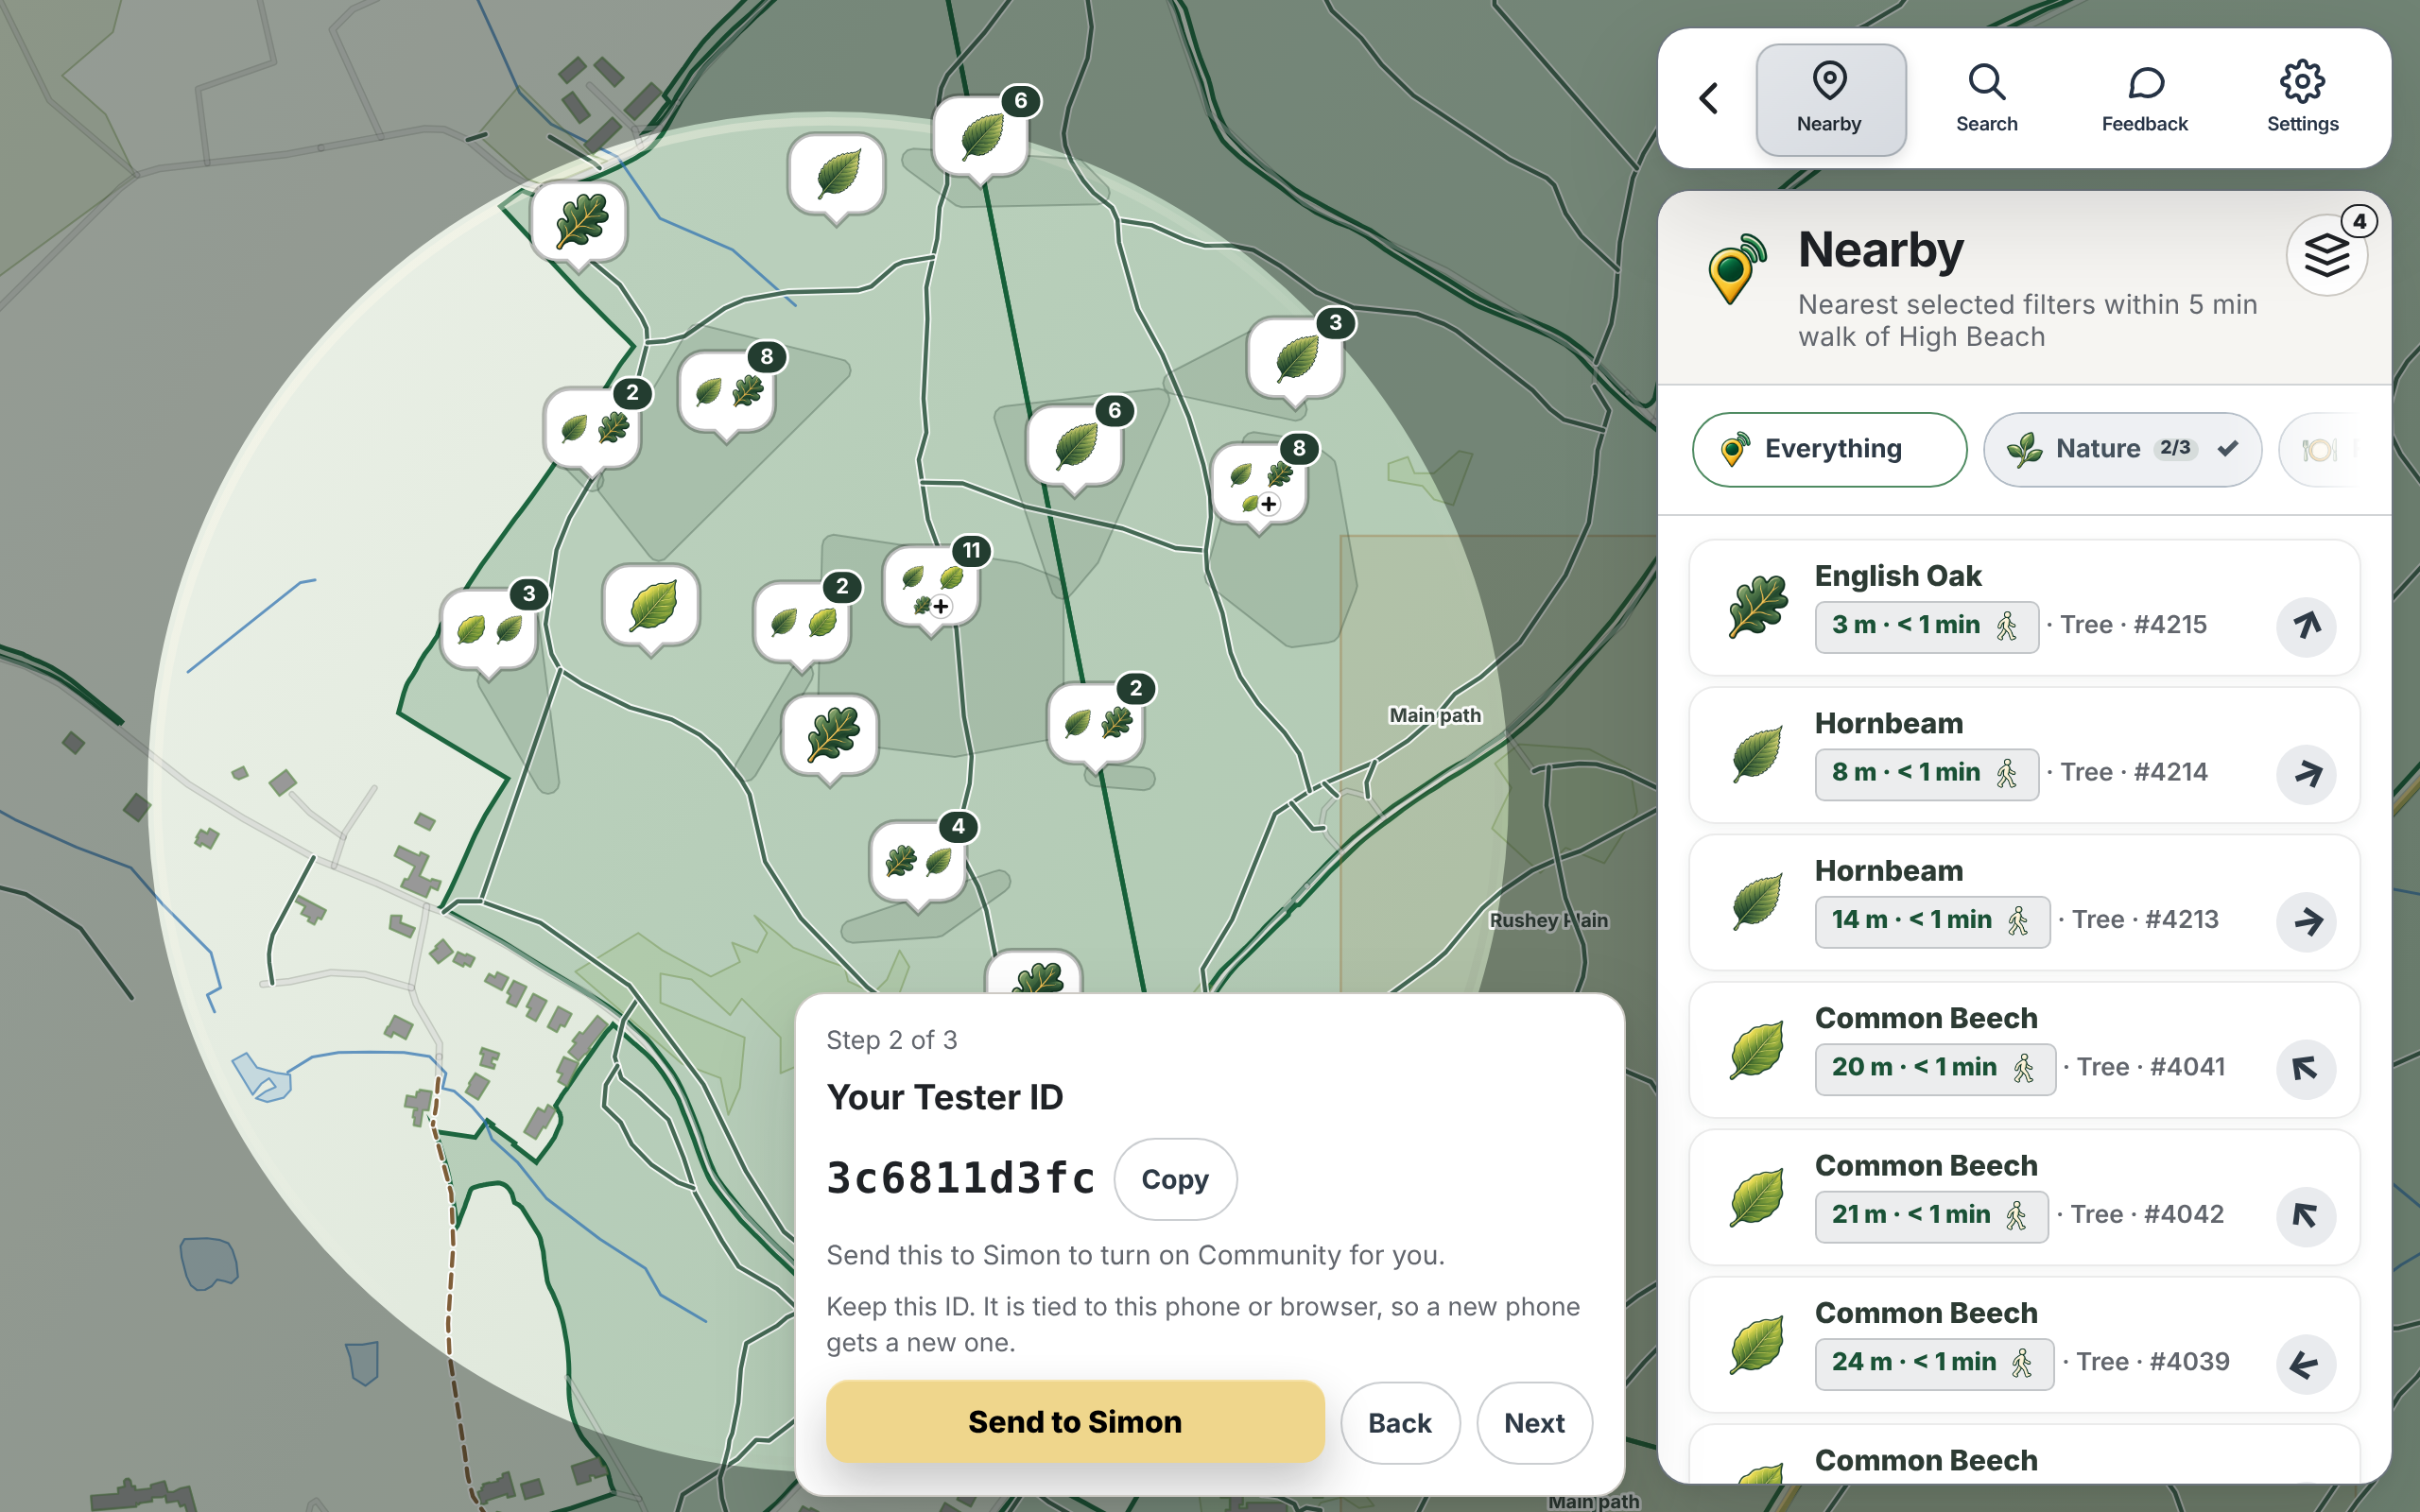 Nearby
Search
Feedback
Settings
Nearby
4
Nearest selected filters within 5 min
walk of High Beach
Everything
Nature 2/3
English Oak
3 m · < 1 min · Tree · #4215
Hornbeam
8 m · < 1 min · Tree · #4214
Hornbeam
14 m · < 1 min · Tree · #4213
Common Beech
20 m · < 1 min · Tree · #4041
Common Beech
21 m · < 1 min · Tree · #4042
Common Beech
24 m · < 1 min · Tree · #4039
Common Beech
6
3
8
2
6
8
11
2
3
2
4
Main path
Rushey Plain
Step 2 of 3
Your Tester ID
3c6811d3fc Copy
Send this to Simon to turn on Community for you.
Keep this ID. It is tied to this phone or browser, so a new phone
gets a new one.
Send to Simon Back Next
Main path